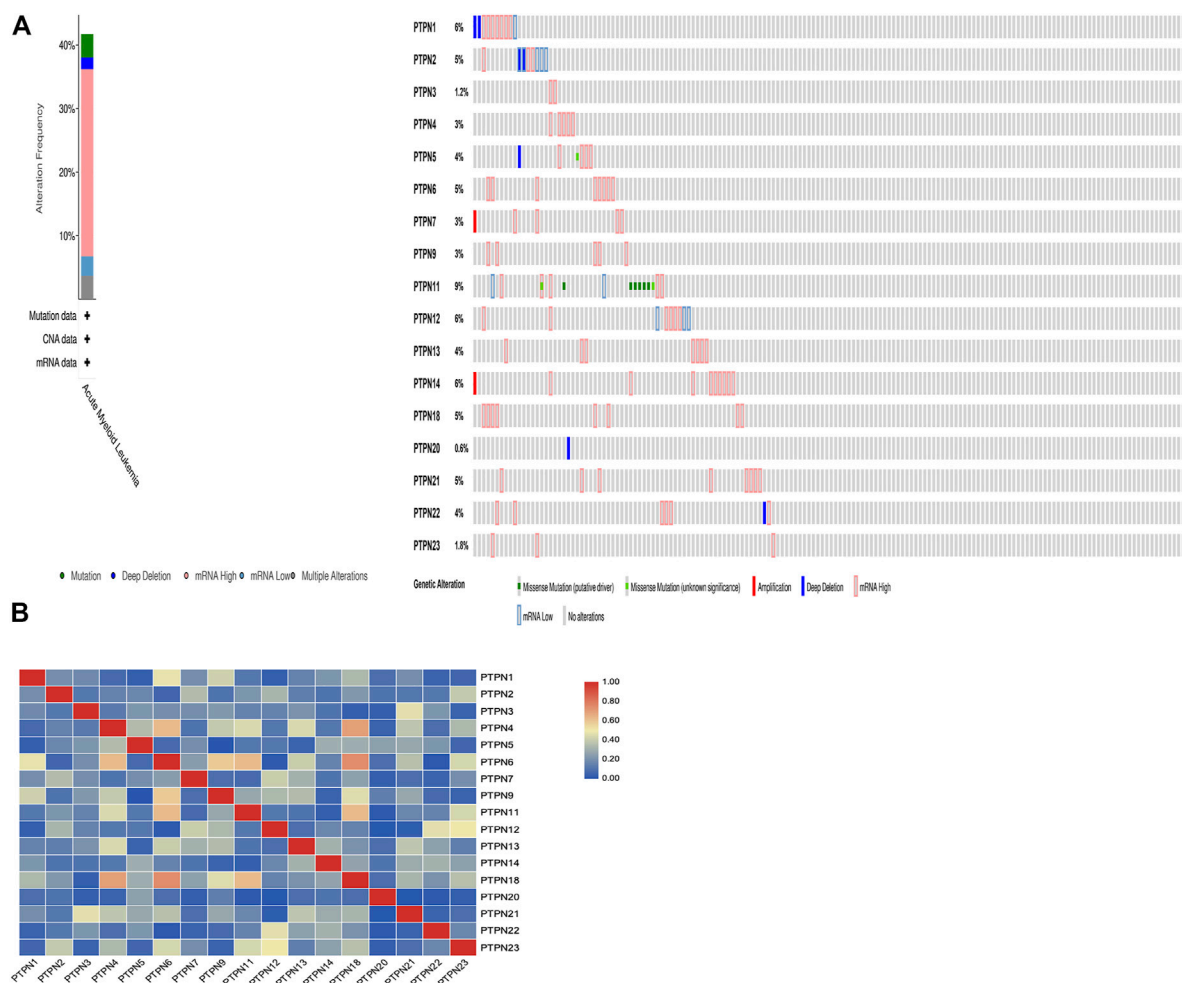 A
40%
30%
20%
10%
Alteration Frequency
Mutation data +
CNA data +
mRNA data +
Acute Myeloid Leukemia
Mutation Deep Deletion mRNA High mRNA Low Multiple Alterations
PTPN1 6%
PTPN2 5%
PTPN3 1.2%
PTPN4 3%
PTPN5 4%
PTPN6 5%
PTPN7 3%
PTPN9 3%
PTPN11 9%
PTPN12 6%
PTPN13 4%
PTPN14 6%
PTPN18 5%
PTPN20 0.6%
PTPN21 5%
PTPN22 4%
PTPN23 1.8%
Genetic Alteration Missense Mutation (putative driver) Missense Mutation (unknown significance) Amplification Deep Deletion mRNA High
mRNA Low No alterations
B
PTPN1
PTPN2
PTPN3
PTPN4
PTPN5
PTPN6
PTPN7
PTPN9
PTPN11
PTPN12
PTPN13
PTPN14
PTPN18
PTPN20
PTPN21
PTPN22
PTPN23
1.00
0.80
0.60
0.40
0.20
0.00
PTPN1 PTPN2 PTPN3 PTPN4 PTPN5 PTPN6 PTPN7 PTPN9 PTPN11 PTPN12 PTPN13 PTPN14 PTPN18 PTPN20 PTPN21 PTPN22 PTPN23